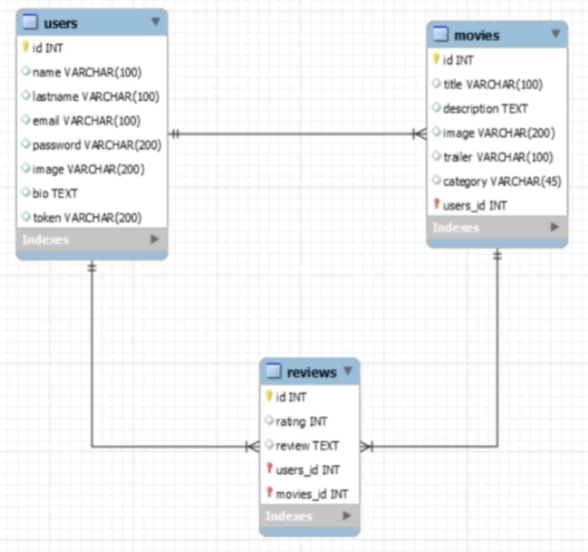 users
id INT
name VARCHAR(100)
lastname VARCHAR(100)
email VARCHAR(100)
password VARCHAR(200)
image VARCHAR(200)
bio TEXT
token VARCHAR(200)
Indexes
movies
id INT
title VARCHAR(100)
description TEXT
image VARCHAR(200)
trailer VARCHAR(100)
category VARCHAR(45)
users_id INT
Indexes
reviews
id INT
rating INT
review TEXT
users_id INT
movies_id INT
Indexes